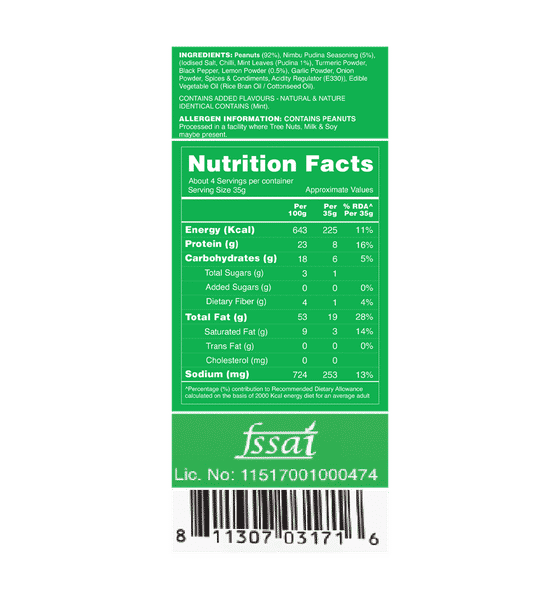 INGREDIENTS: Peanuts (92%), Nimbu Pudina Seasoning (5%),
(Iodised Salt, Chilli, Mint Leaves (Pudina 1%), Turmeric Powder,
Black Pepper, Lemon Powder (0.5%), Garlic Powder, Onion
Powder, Spices & Condiments, Acidity Regulator (E330)), Edible
Vegetable Oil (Rice Bran Oil / Cottonseed Oil).
CONTAINS ADDED FLAVOURS - NATURAL & NATURE
IDENTICAL CONTAINS (Mint).
ALLERGEN INFORMATION: CONTAINS PEANUTS
Processed in a facility where Tree Nuts, Milk & Soy
maybe present.
Nutrition Facts
About 4 Servings per container
Serving Size 35g Approximate Values
Per Per % RDA^
100g 35g Per 35g
Energy (Kcal) 643 225 11%
Protein (g) 23 8 16%
Carbohydrates (g) 18 6 5%
Total Sugars (g) 3 1
Added Sugars (g) 0 0 0%
Dietary Fiber (g) 4 1 4%
Total Fat (g) 53 19 28%
Saturated Fat (g) 9 3 14%
Trans Fat (g) 0 0 0%
Cholesterol (mg) 0 0
Sodium (mg) 724 253 13%
^Percentage (%) contribution to Recommended Dietary Allowance
calculated on the basis of 2000 Kcal energy diet for an average adult
fssai
Lic. No: 11517001000474
8 11307 03171 6